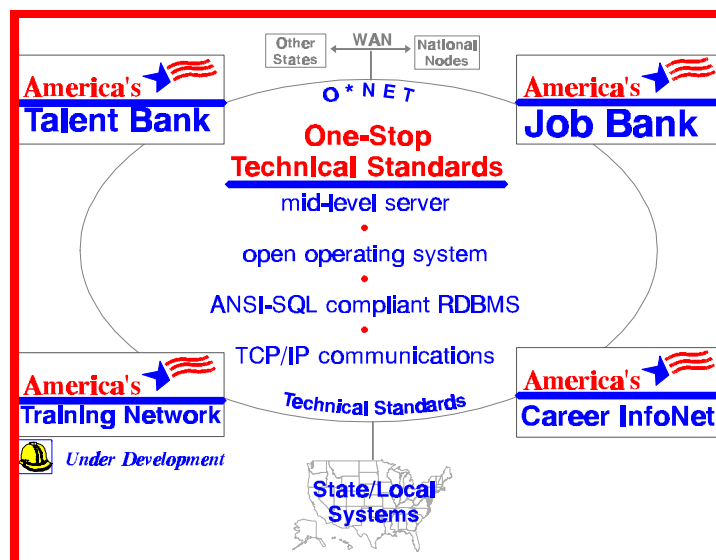 Other
States
WAN
National
Nodes
America's
Talent Bank
O*NET
America's
Job Bank
One-Stop
Technical Standards
mid-level server
open operating system
ANSI-SQL compliant RDBMS
TCP/IP communications
America's
Training Network
Technical Standards
America's
Career InfoNet
Under Development
State/Local
Systems